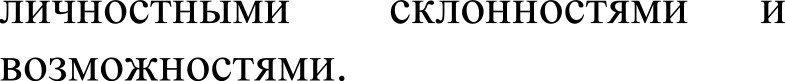 личностными склонностями и
возможностями.